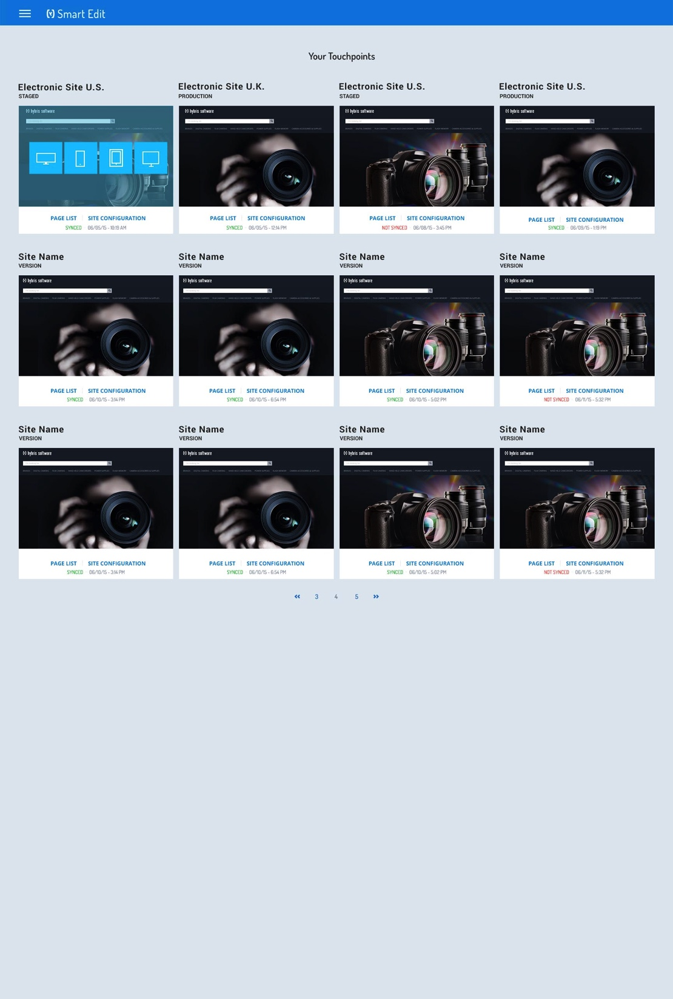 Smart Edit
Your Touchpoints
Electronic Site U.S.
STAGED
Electronic Site U.K.
PRODUCTION
Electronic Site U.S.
STAGED
Electronic Site U.S.
PRODUCTION
hybris software
hybris software
hybris software
hybris software
PAGE LIST SITE CONFIGURATION
SYNCED 06/05/15 - 10:19 AM
PAGE LIST SITE CONFIGURATION
SYNCED 06/05/15 - 12:14 PM
PAGE LIST SITE CONFIGURATION
NOT SYNCED 06/08/15 - 3:45 PM
PAGE LIST SITE CONFIGURATION
SYNCED 06/09/15 - 1:19 PM
Site Name
VERSION
Site Name
VERSION
Site Name
VERSION
Site Name
VERSION
hybris software
hybris software
hybris software
hybris software
PAGE LIST SITE CONFIGURATION
SYNCED 06/10/15 - 3:14 PM
PAGE LIST SITE CONFIGURATION
SYNCED 06/10/15 - 6:54 PM
PAGE LIST SITE CONFIGURATION
SYNCED 06/10/15 - 5:02 PM
PAGE LIST SITE CONFIGURATION
NOT SYNCED 06/11/15 - 5:32 PM
Site Name
VERSION
Site Name
VERSION
Site Name
VERSION
Site Name
VERSION
hybris software
hybris software
hybris software
hybris software
PAGE LIST SITE CONFIGURATION
SYNCED 06/10/15 - 3:14 PM
PAGE LIST SITE CONFIGURATION
SYNCED 06/10/15 - 6:54 PM
PAGE LIST SITE CONFIGURATION
SYNCED 06/10/15 - 5:02 PM
PAGE LIST SITE CONFIGURATION
NOT SYNCED 06/11/15 - 5:32 PM
« 3 4 5 »